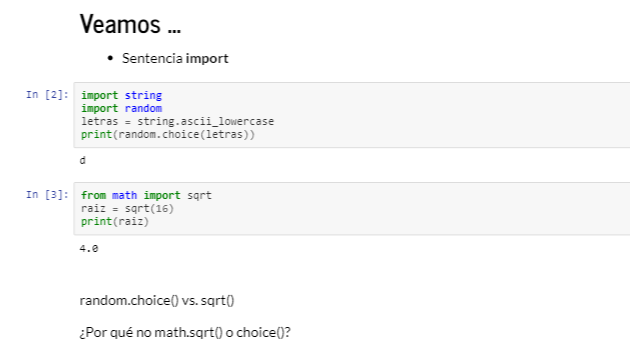 Veamos ...
• Sentencia import
In [2]: import string
import random
letras = string.ascii_lowercase
print(random.choice(letras))
d
In [3]: from math import sqrt
raiz = sqrt(16)
print(raiz)
4.0
random.choice() vs. sqrt()
¿Por qué no math.sqrt() o choice()?